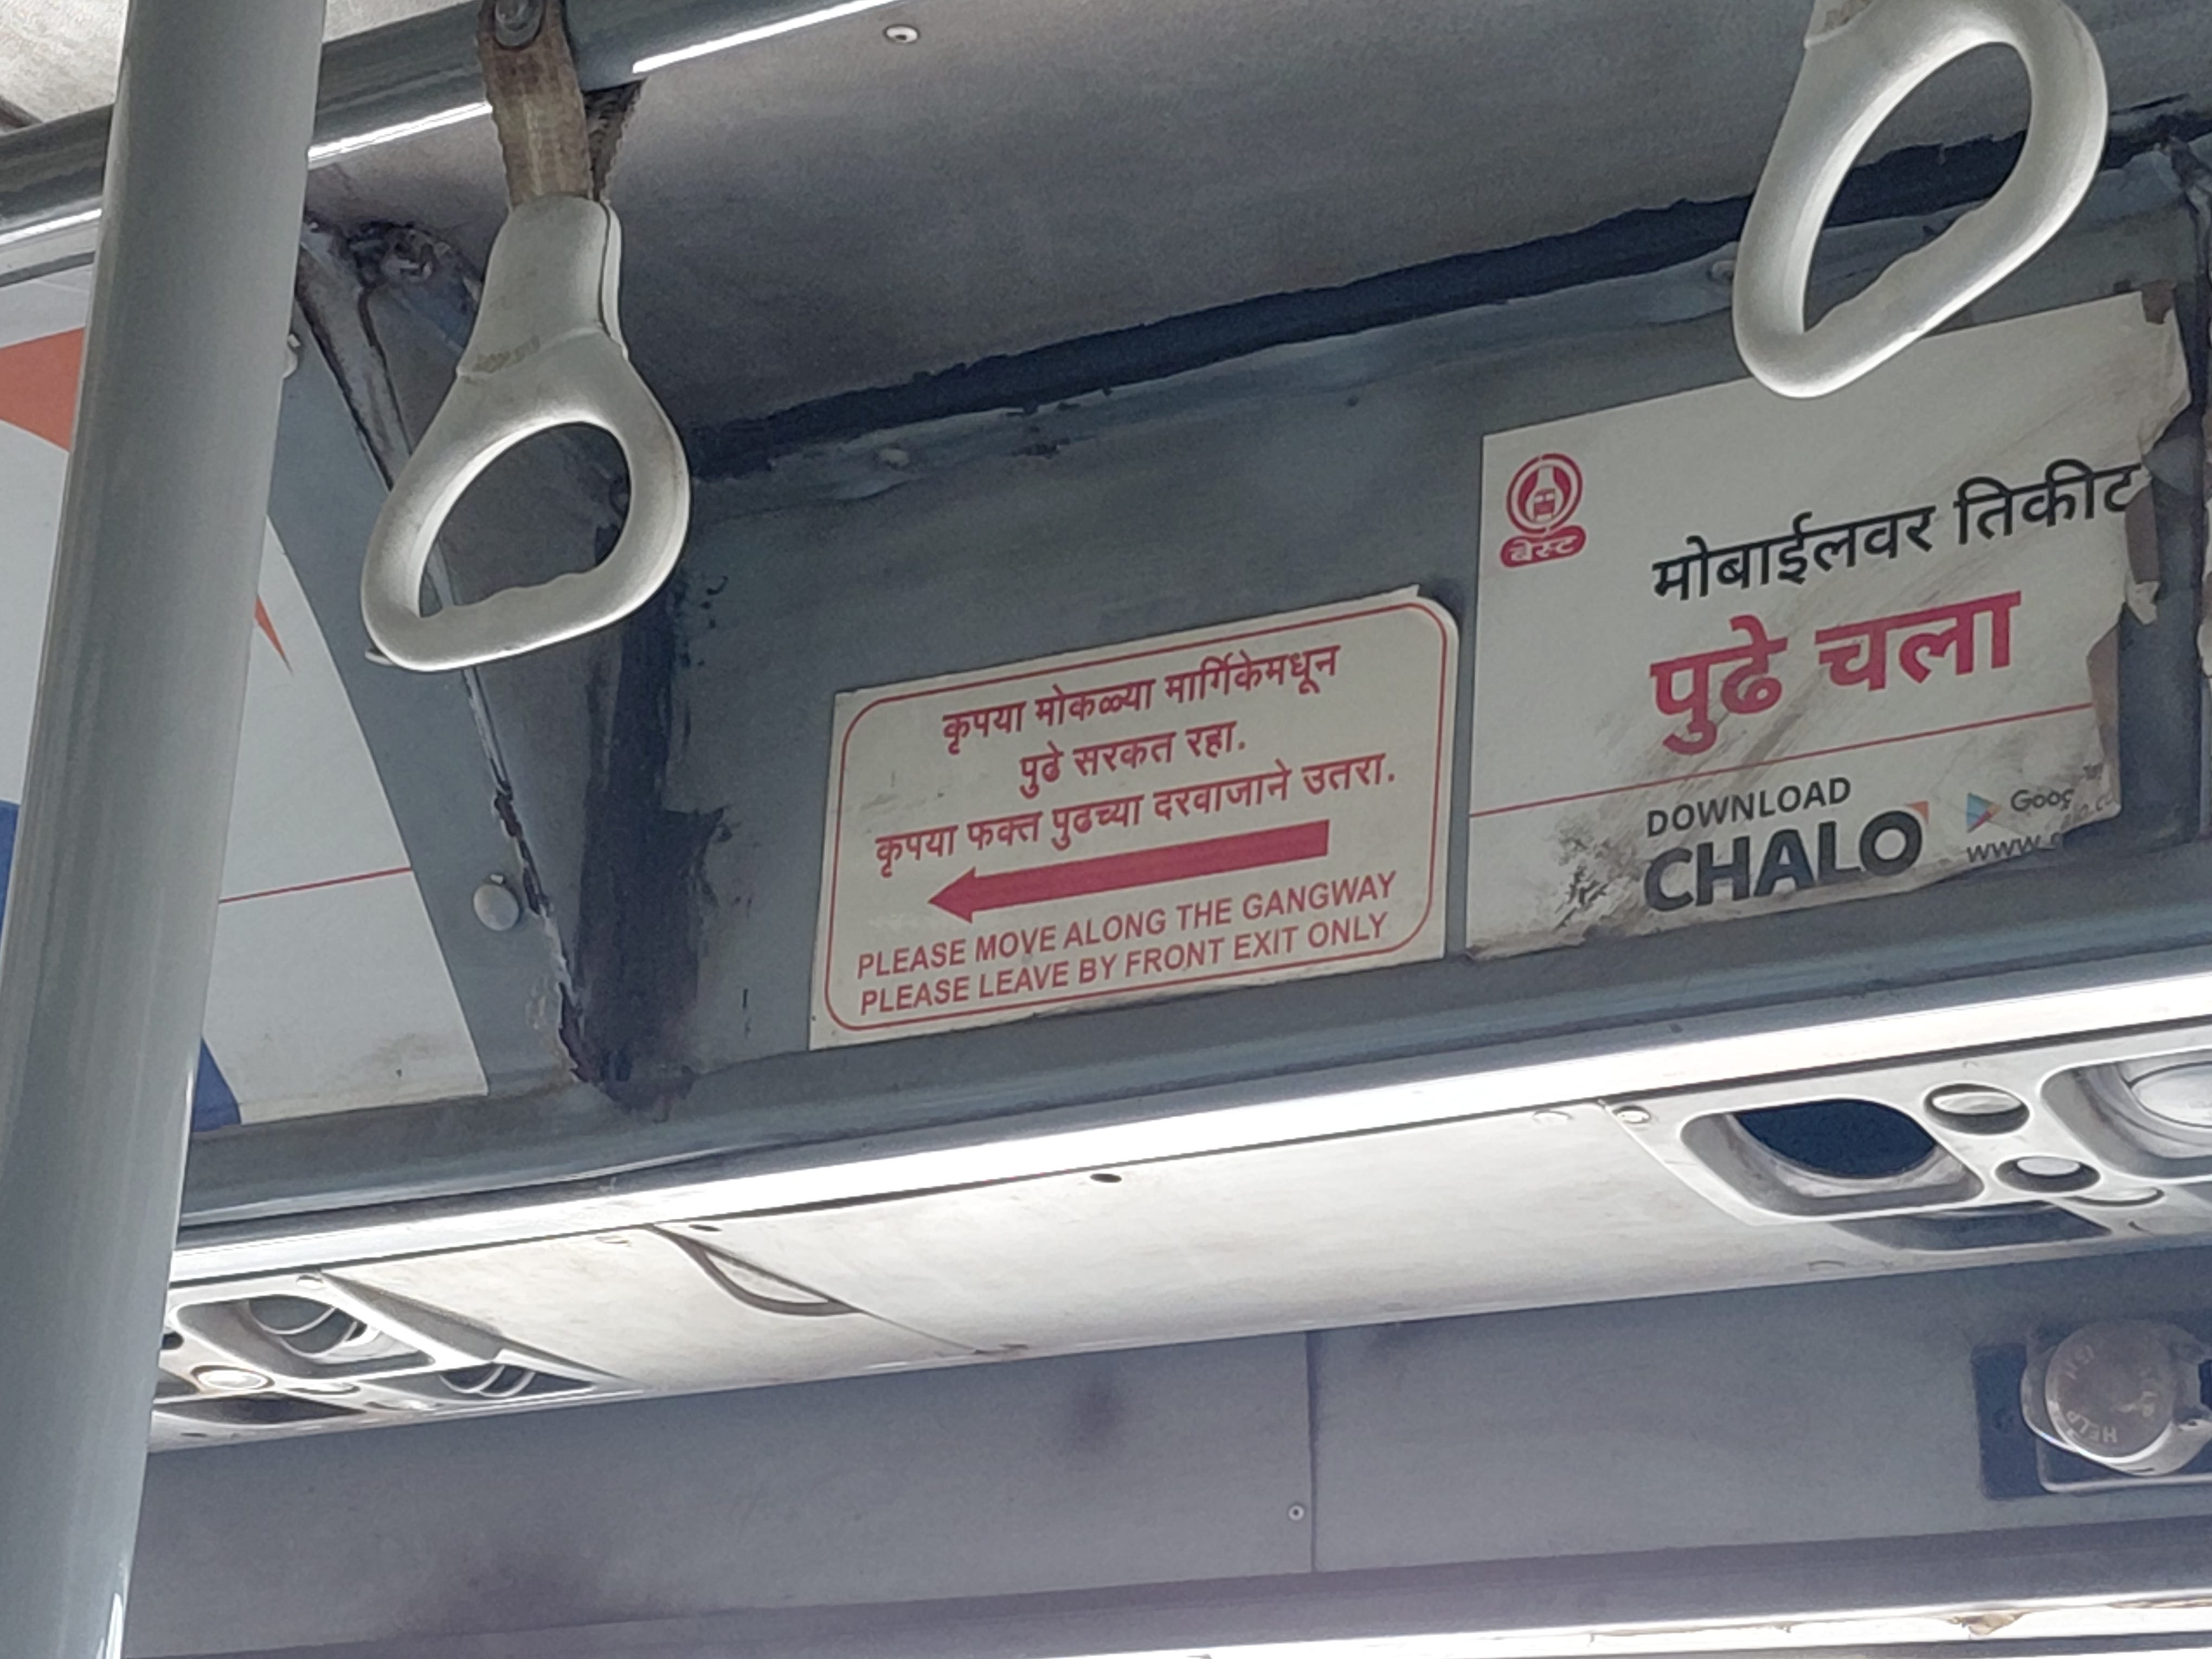 कृपया मोकळ्या मार्गिकेमधून
पुढे सरकत रहा.
कृपया फक्त पुढच्या दरवाजाने उतरा.
PLEASE MOVE ALONG THE GANGWAY
PLEASE LEAVE BY FRONT EXIT ONLY
बेस्ट
मोबाईलवर तिकीट
पुढे चला
DOWNLOAD
CHALO
HELP